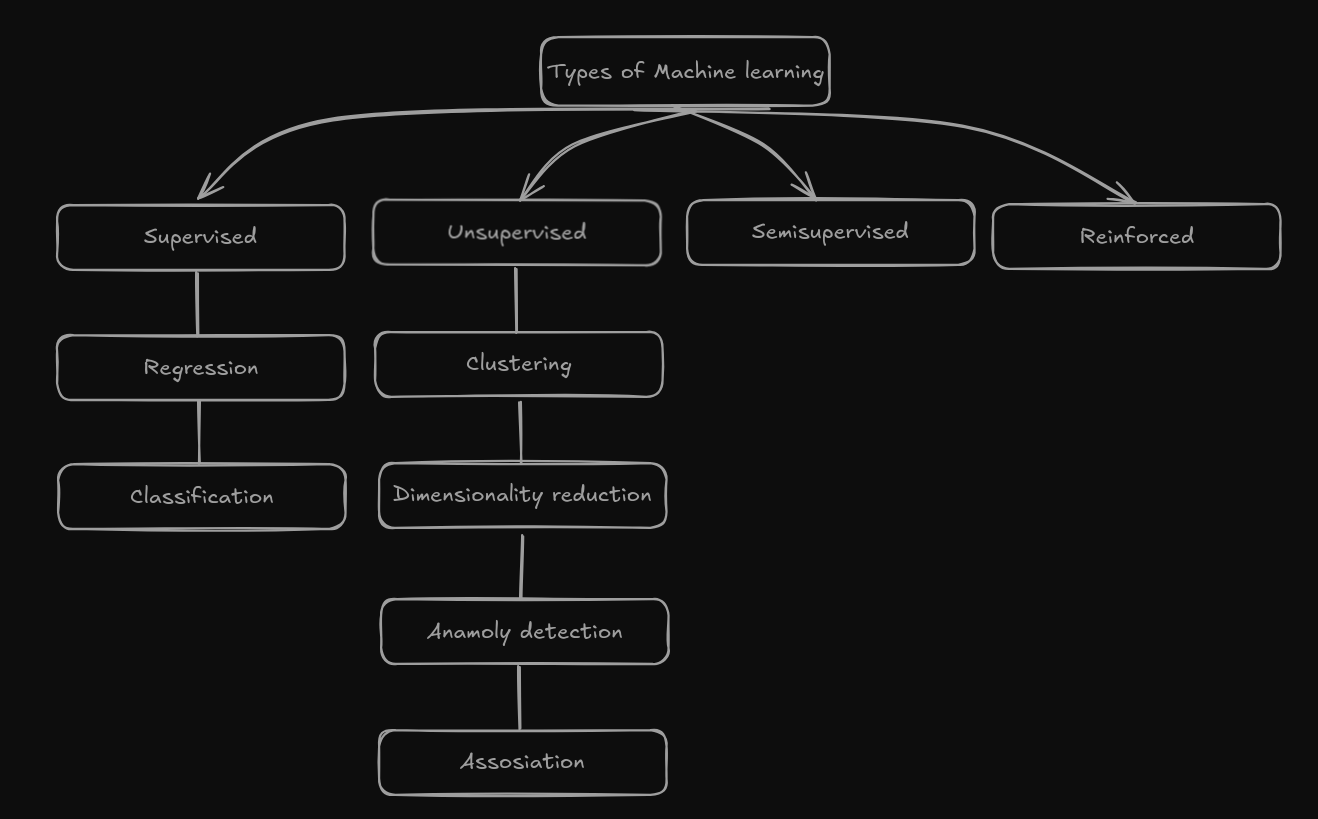 Types of Machine learning
Supervised
Unsupervised
Semisupervised
Reinforced
Regression
Clustering
Classification
Dimensionality reduction
Anamoly detection
Assosiation